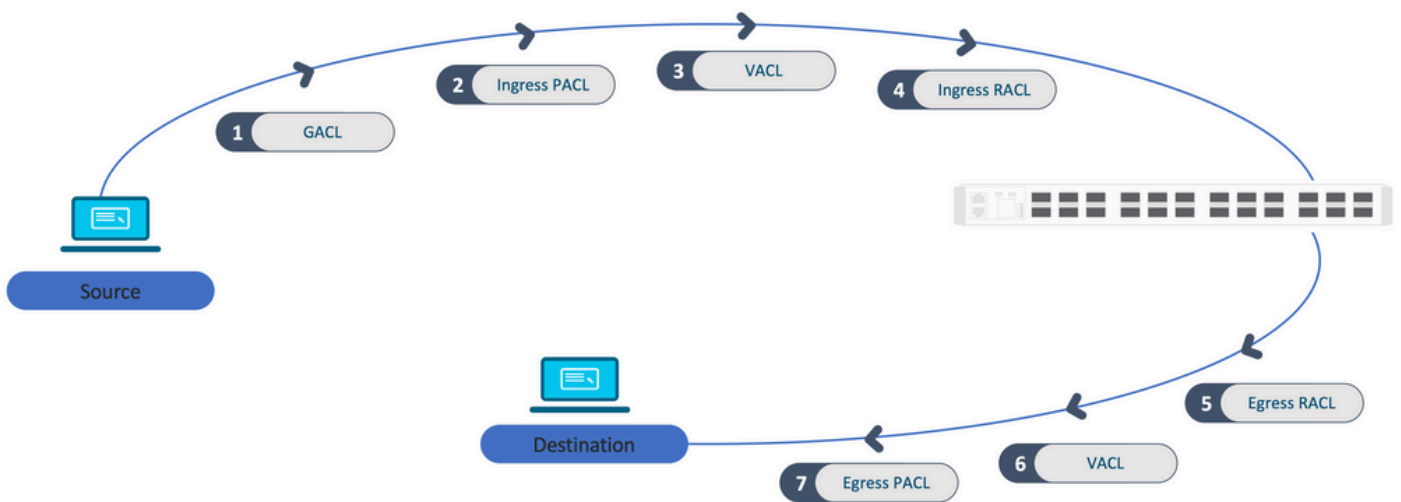 1 GACL
2 Ingress PACL
3 VACL
4 Ingress RACL
Source
5 Egress RACL
Destination
6 VACL
7 Egress PACL